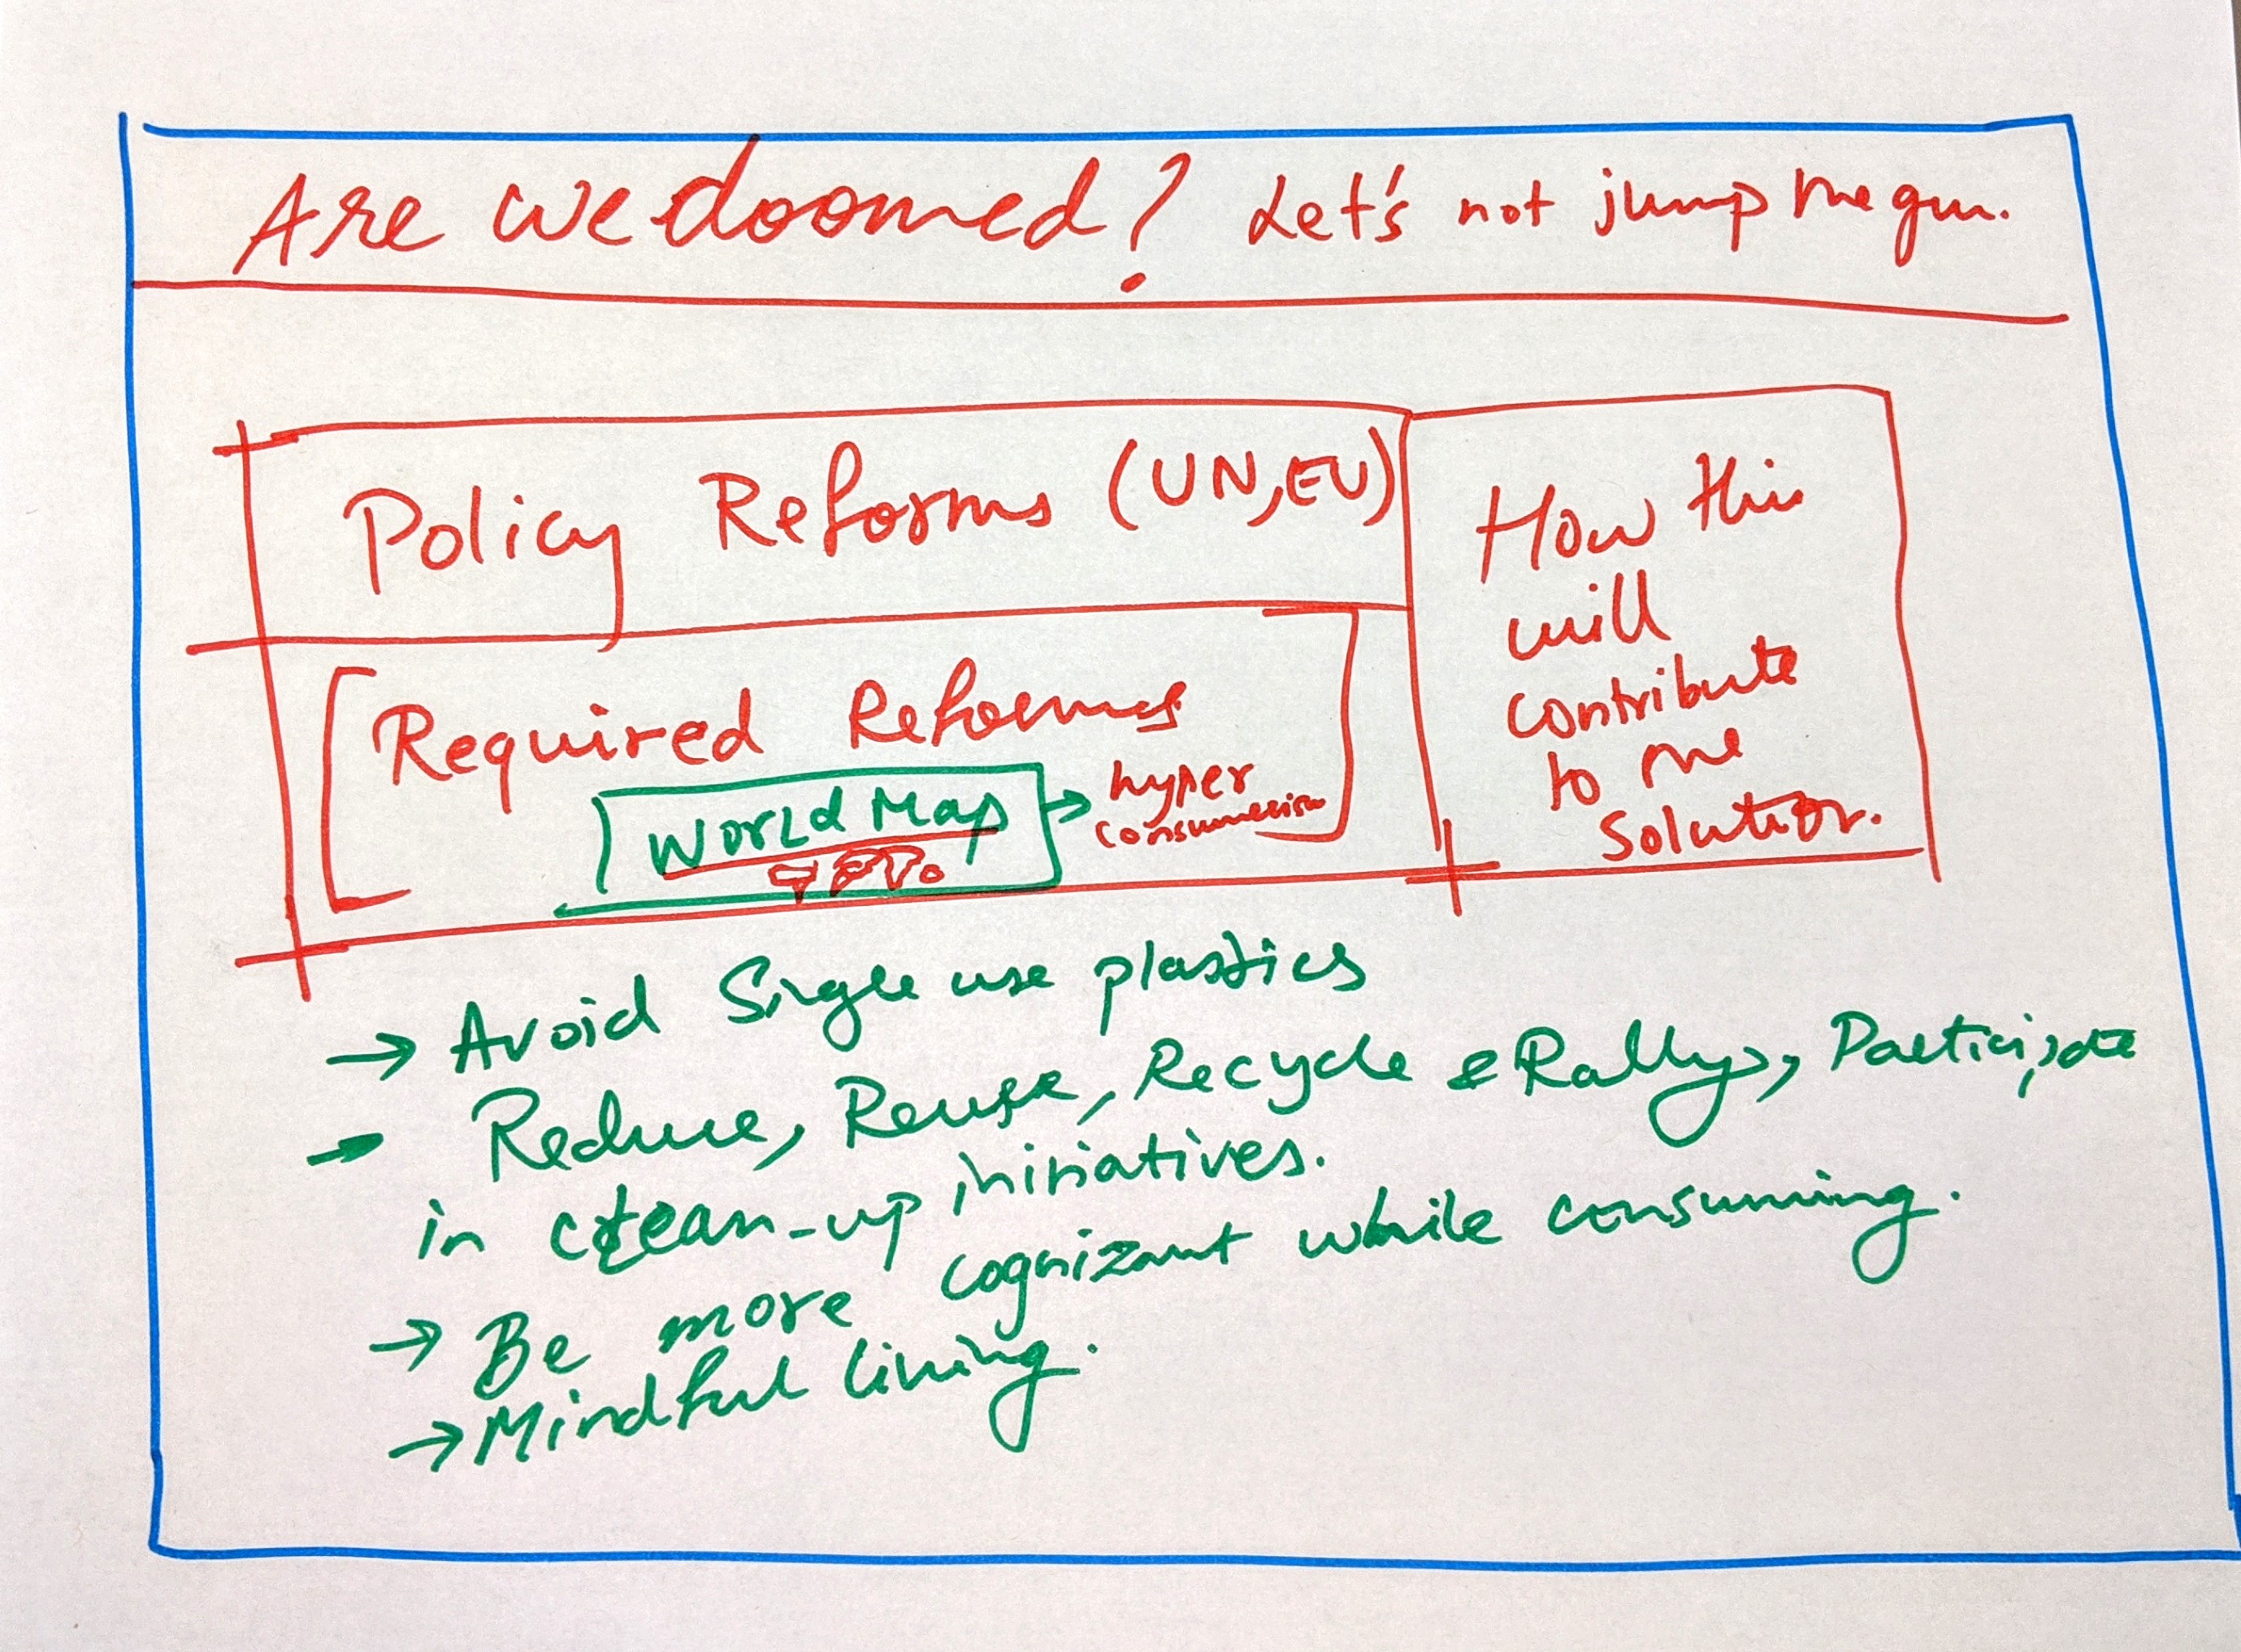 Are we doomed? Let's not jump the gun.
Policy Reforms (UN, EU)
Required Reforms
World Map → hyper
consumerism
How this
will
contribute
to the
solution.
→ Avoid Single use plastics
→ Reduce, Reuse, Recycle & Rally, Participate
in clean-up initiatives.
→ Be more cognizant while consuming.
→ Mindful living.